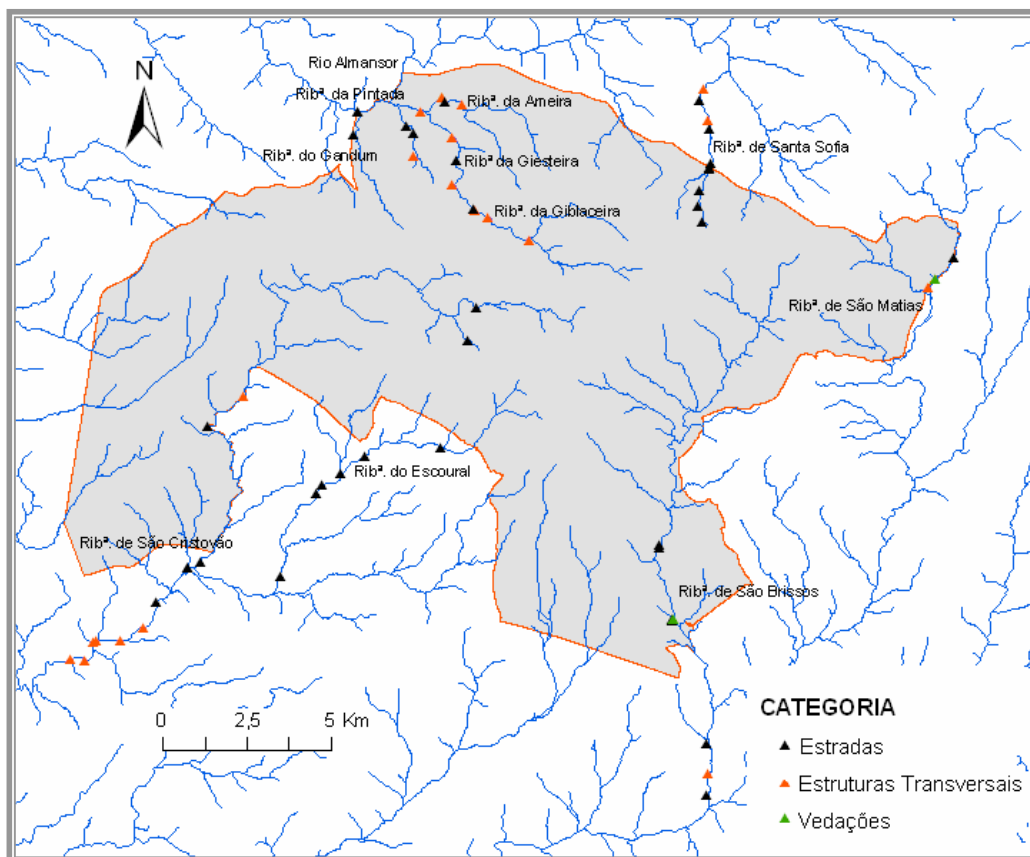 Rio Almansor
N
Ribª. da Pintada
Ribª. da Ameira
Ribª. do Gandum
Ribª da Giesteira
Ribª. de Santa Sofia
Ribª. da Giblaceira
Ribª. de São Matias
Ribª. do Escoural
Ribª. de São Cristovão
Ribª. de São Brissos
0 2,5 5 Km
CATEGORIA
Estradas
Estruturas Transversais
Vedações